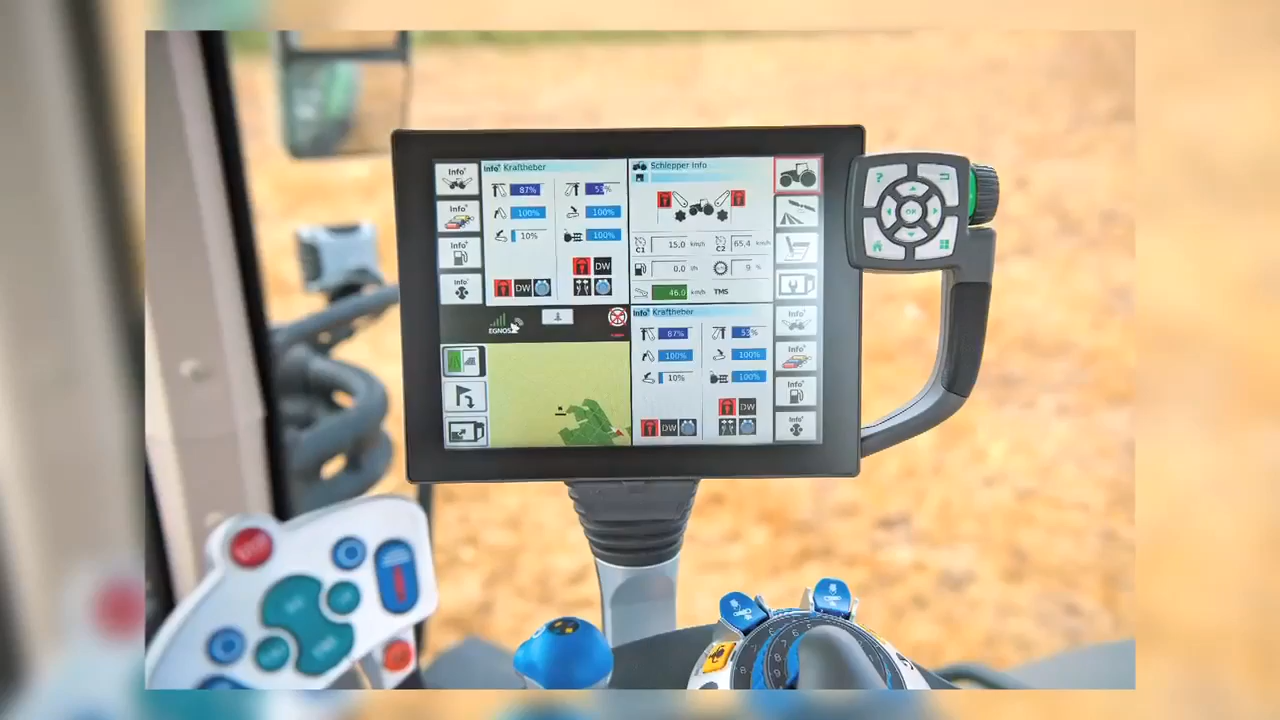 Info
Info
Info
Info
Info Kraftheber
87% 53%
100% 100%
10% 100%
DW
DW
EGNOS
Schlepper Info
C1 15,0 km/h C2 65,4 km/h
0.0 l/h 9 %
46.0 km/h TMS
Info Kraftheber
87% 53%
100% 100%
10% 100%
DW
DW
Info
Info
Info
Info
?
OK
STOP